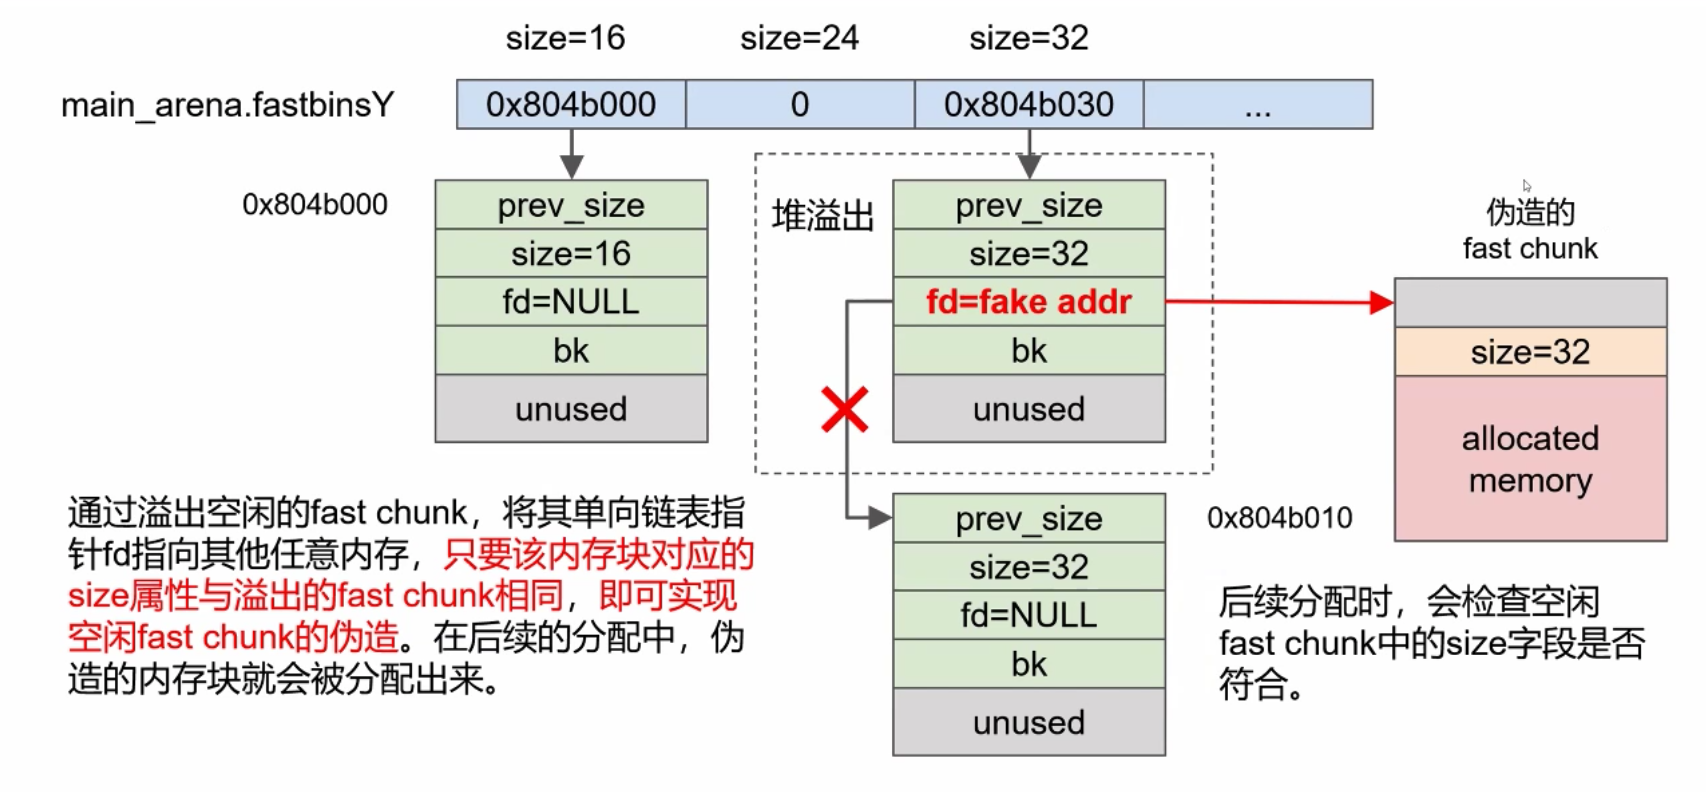 size=16
size=24
size=32
main_arena.fastbinsY
0x804b000
0
0x804b030
...
0x804b000
prev_size
size=16
fd=NULL
bk
unused
堆溢出
prev_size
size=32
fd=fake addr
bk
unused
伪造的
fast chunk
size=32
allocated
memory
prev_size
size=32
fd=NULL
bk
unused
0x804b010
通过溢出空闲的fast chunk，将其单向链表指
针fd指向其他任意内存，只要该内存块对应的
size属性与溢出的fast chunk相同，即可实现
空闲fast chunk的伪造。在后续的分配中，伪
造的内存块就会被分配出来。
后续分配时，会检查空闲
fast chunk中的size字段是否
符合。